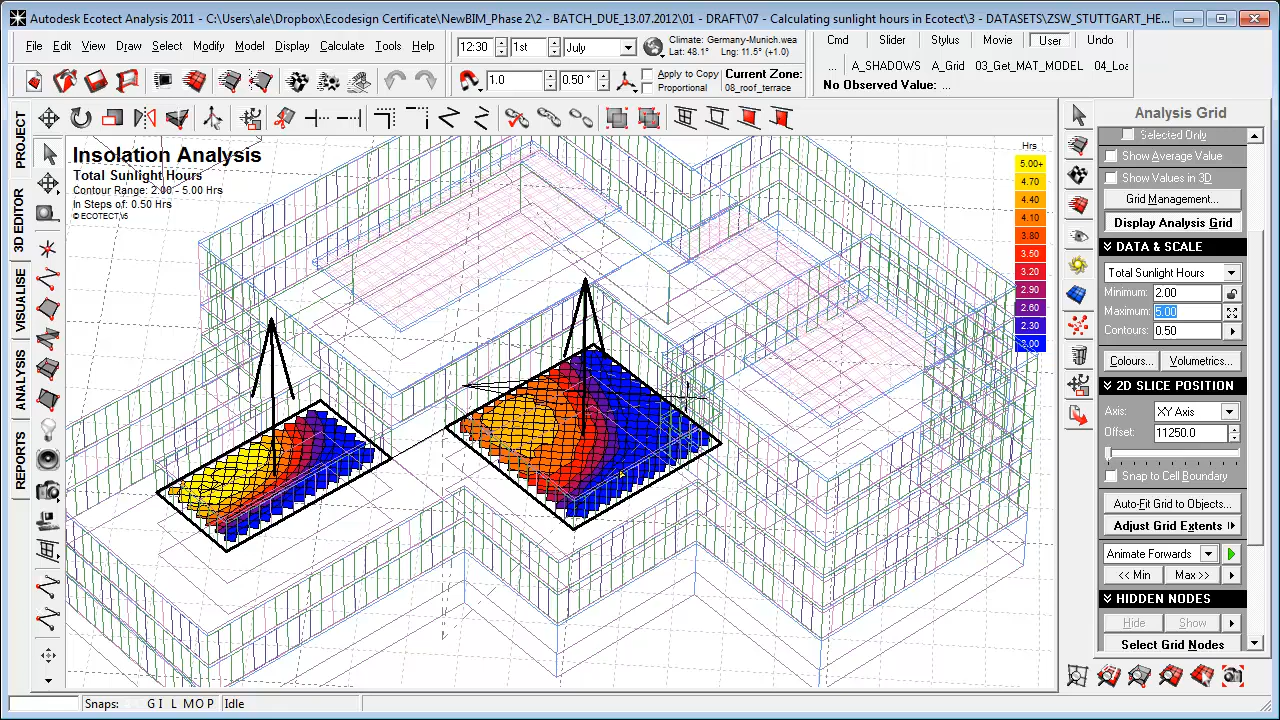 Autodesk Ecotect Analysis 2011 - C:\Users\ale\Dropbox\Ecodesign Certificate\NewBIM_Phase 2\2 - BATCH_DUE_13.07.2012\01 - DRAFT\07 - Calculating sunlight hours in Ecotect\3 - DATASETS\ZSW_STUTTGART_HE...
File Edit View Draw Select Modify Model Display Calculate Tools Help
12:30 1st July
Climate: Germany-Munich.wea
Lat: 48.1° Lng: 11.5° (+1.0)
Cmd Slider Stylus Movie User Undo
... A_SHADOWS A_Grid 03_Get_MAT_MODEL 04_Loa
No Observed Value: ...
1.0 0.50 °
Apply to Copy
Proportional
Current Zone:
08_roof_terrace
PROJECT
3D EDITOR
VISUALISE
ANALYSIS
REPORTS
Insolation Analysis
Total Sunlight Hours
Contour Range: 2.00 - 5.00 Hrs
In Steps of: 0.50 Hrs
© ECOTECT v5
Hrs
5.00+
4.70
4.40
4.10
3.80
3.50
3.20
2.90
2.60
2.30
2.00
Analysis Grid
Selected Only
Show Average Value
Show Values in 3D
Grid Management...
Display Analysis Grid
DATA & SCALE
Total Sunlight Hours
Minimum: 2.00
Maximum: 5.00
Contours: 0.50
Colours... Volumetrics...
2D SLICE POSITION
Axis: XY Axis
Offset: 11250.0
Snap to Cell Boundary
Auto-Fit Grid to Objects...
Adjust Grid Extents
Animate Forwards
<< Min Max >>
HIDDEN NODES
Hide Show
Select Grid Nodes
Snaps: G I L M O P Idle